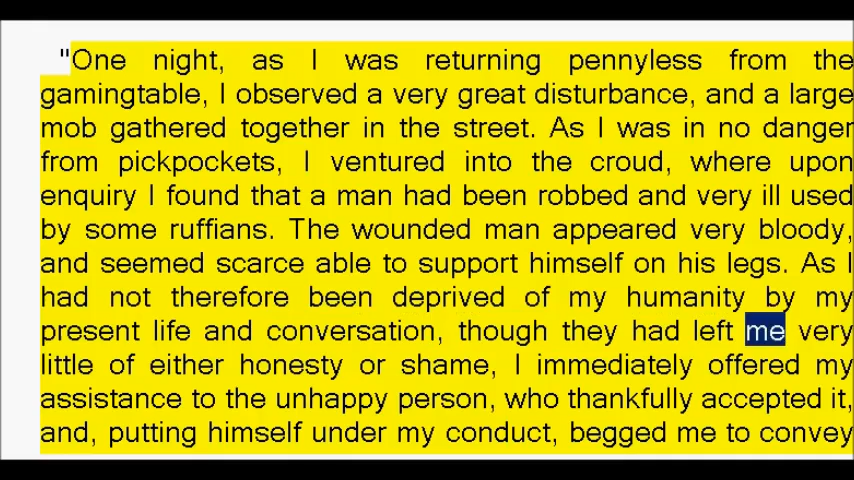 "One night, as I was returning pennyless from the
gamingtable, I observed a very great disturbance, and a large
mob gathered together in the street. As I was in no danger
from pickpockets, I ventured into the croud, where upon
enquiry I found that a man had been robbed and very ill used
by some ruffians. The wounded man appeared very bloody,
and seemed scarce able to support himself on his legs. As I
had not therefore been deprived of my humanity by my
present life and conversation, though they had left me very
little of either honesty or shame, I immediately offered my
assistance to the unhappy person, who thankfully accepted it,
and, putting himself under my conduct, begged me to convey